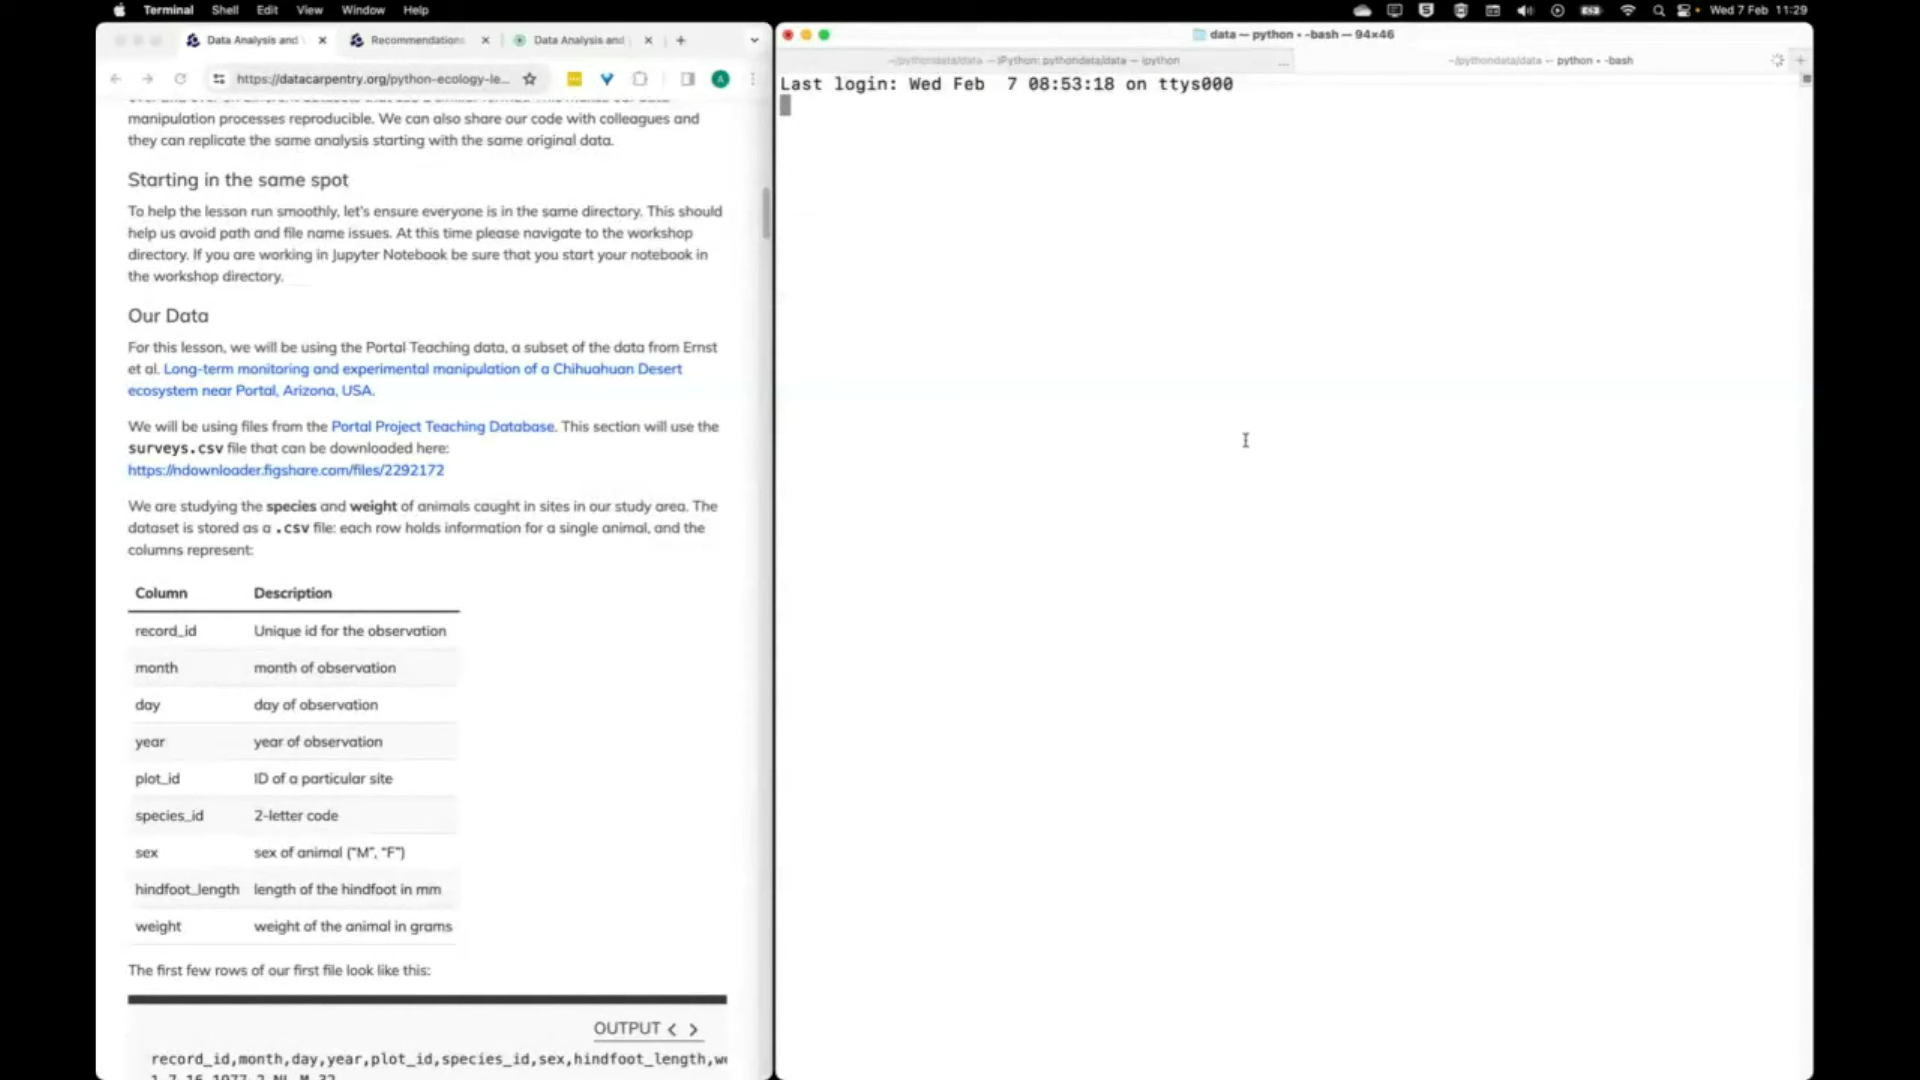 Terminal Shell Edit View Window Help
Wed 7 Feb 11:29
Data Analysis and
Recommendations
Data Analysis and
https://datacarpentry.org/python-ecology-le...
A
manipulation processes reproducible. We can also share our code with colleagues and
they can replicate the same analysis starting with the same original data.
Starting in the same spot
To help the lesson run smoothly, let's ensure everyone is in the same directory. This should
help us avoid path and file name issues. At this time please navigate to the workshop
directory. If you are working in Jupyter Notebook be sure that you start your notebook in
the workshop directory.
Our Data
For this lesson, we will be using the Portal Teaching data, a subset of the data from Ernst
et al. Long-term monitoring and experimental manipulation of a Chihuahuan Desert
ecosystem near Portal, Arizona, USA.
We will be using files from the Portal Project Teaching Database. This section will use the
surveys.csv file that can be downloaded here:
https://ndownloader.figshare.com/files/2292172
We are studying the species and weight of animals caught in sites in our study area. The
dataset is stored as a .csv file: each row holds information for a single animal, and the
columns represent:
Column Description
record_id Unique id for the observation
month month of observation
day day of observation
year year of observation
plot_id ID of a particular site
species_id 2-letter code
sex sex of animal ("M", "F")
hindfoot_length length of the hindfoot in mm
weight weight of the animal in grams
The first few rows of our first file look like this:
OUTPUT < >
record_id,month,day,year,plot_id,species_id,sex,hindfoot_length,we
data — python • -bash — 94×46
~/pythondata/data — IPython: pythondata/data — ipython
...
~/pythondata/data — python • -bash
Last login: Wed Feb 7 08:53:18 on ttys000